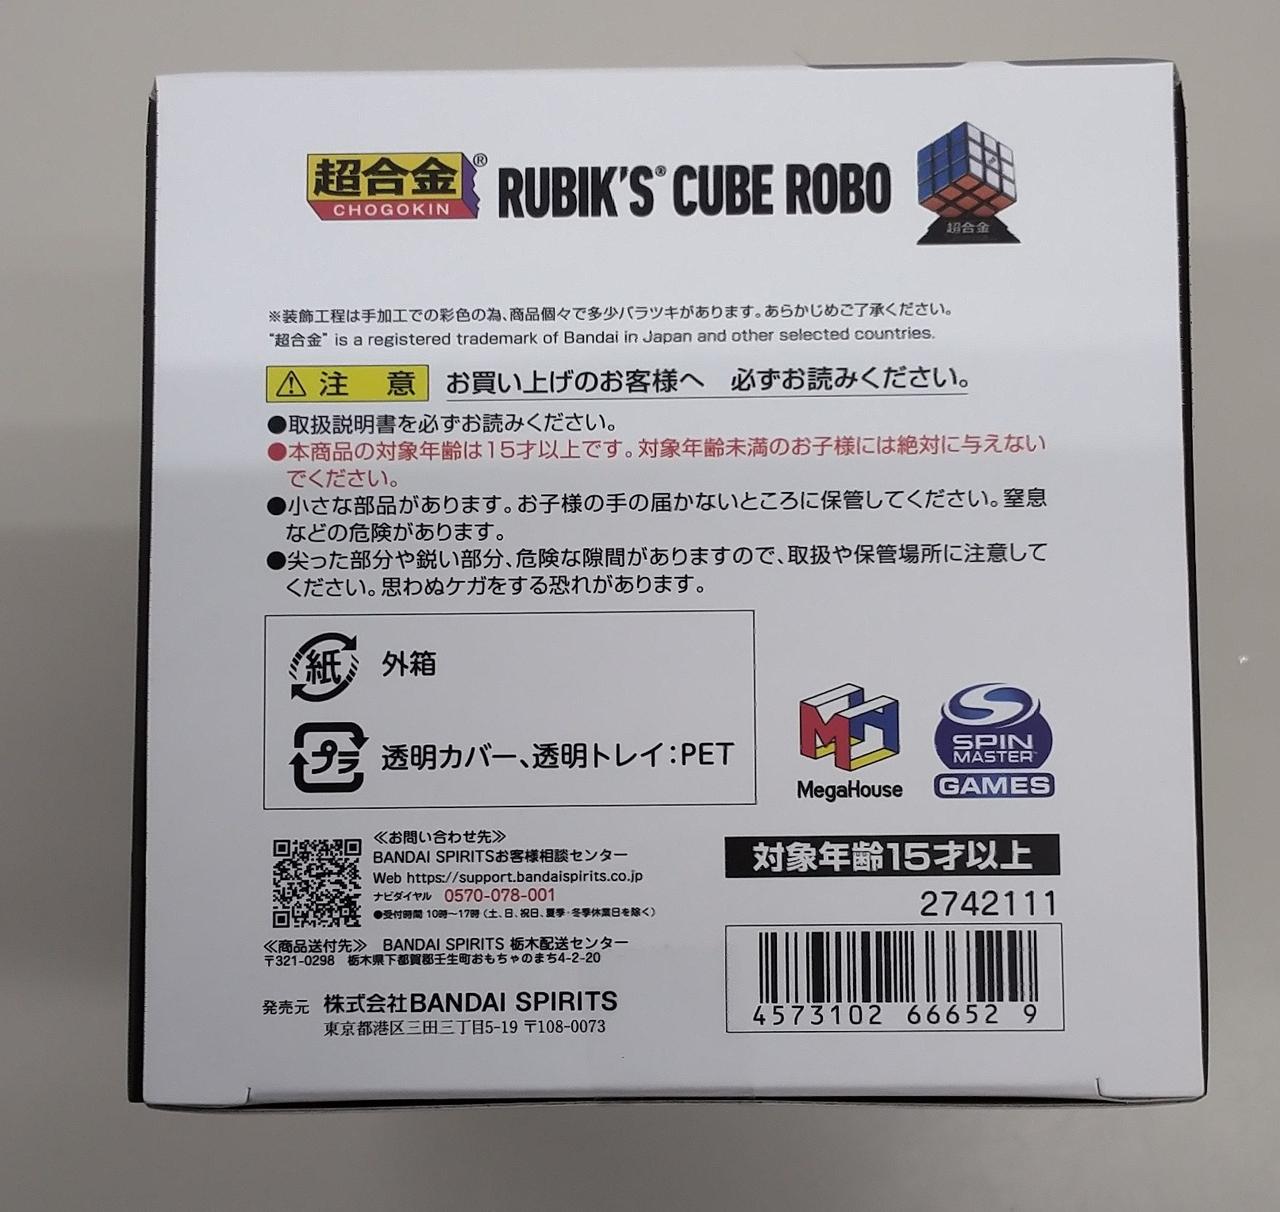 超合金®
CHOGOKIN
RUBIK'S® CUBE ROBO
超合金
※装飾工程は手加工での彩色の為、商品個々で多少バラツキがあります。あらかじめご了承ください。
"超合金" is a registered trademark of Bandai in Japan and other selected countries.
⚠注 意 お買い上げのお客様へ 必ずお読みください。
●取扱説明書を必ずお読みください。
●本商品の対象年齢は15才以上です。対象年齢未満のお子様には絶対に与えない
でください。
●小さな部品があります。お子様の手の届かないところに保管してください。窒息
などの危険があります。
●尖った部分や鋭い部分、危険な隙間がありますので、取扱や保管場所に注意して
ください。思わぬケガをする恐れがあります。
紙 外箱
プラ 透明カバー、透明トレイ:PET
MH
MegaHouse
SPIN
MASTER™
GAMES
≪お問い合わせ先≫
BANDAI SPIRITSお客様相談センター
Web https://support.bandaispirits.co.jp
ナビダイヤル 0570-078-001
●受付時間 10時〜17時(土、日、祝日、夏季・冬季休業日を除く)
≪商品送付先≫ BANDAI SPIRITS 栃木配送センター
〒321-0298 栃木県下都賀郡壬生町おもちゃのまち4-2-20
発売元 株式会社BANDAI SPIRITS
東京都港区三田三丁目5-19 〒108-0073
対象年齢15才以上
2742111
4573102 66652 9